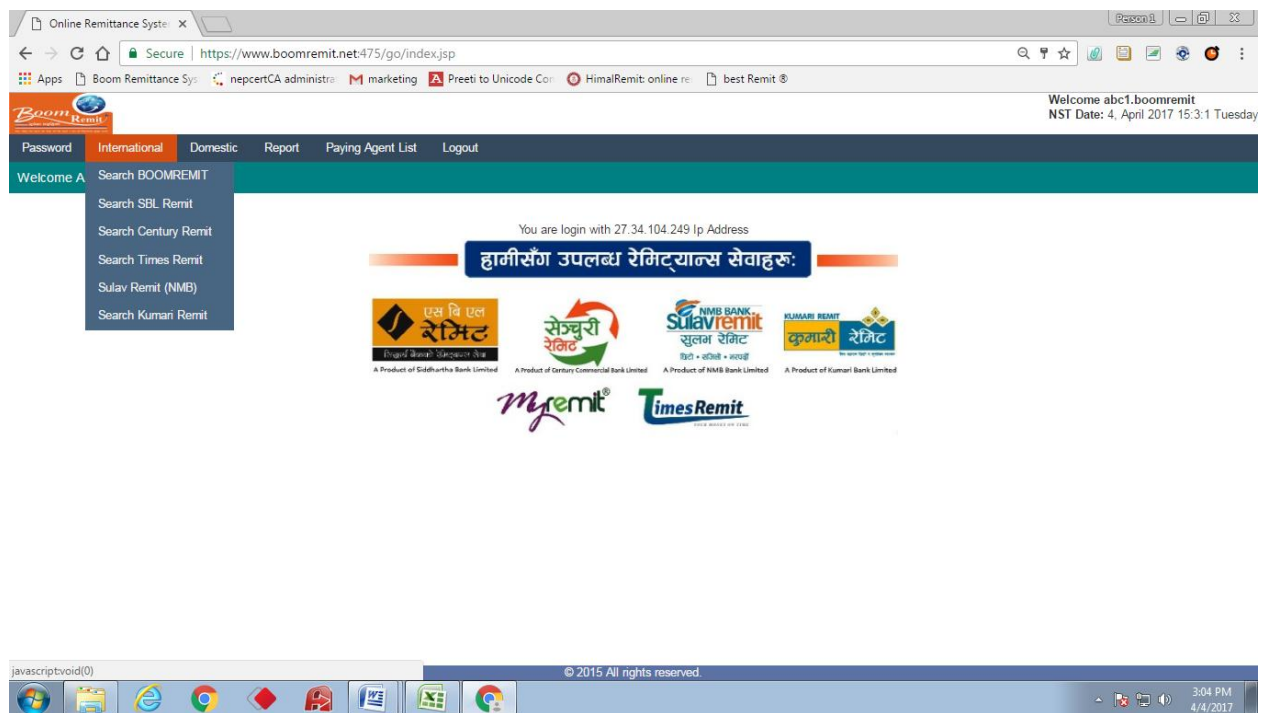 Online Remittance Syste
Person 1
Secure | https://www.boomremit.net:475/go/index.jsp
Apps Boom Remittance Sys nepcertCA administra marketing Preeti to Unicode Con HimalRemit: online re best Remit ®
Boom Remit
Welcome abc1.boomremit
NST Date: 4, April 2017 15:3:1 Tuesday
Password International Domestic Report Paying Agent List Logout
Welcome A
Search BOOMREMIT
Search SBL Remit
Search Century Remit
Search Times Remit
Sulav Remit (NMB)
Search Kumari Remit
You are login with 27.34.104.249 Ip Address
हामीसँग उपलब्ध रेमिट्यान्स सेवाहरू:
एस बि एल
रेमिट
A Product of Siddhartha Bank Limited
सेञ्चुरी
रेमिट
A Product of Century Commercial Bank Limited
NMB BANK
Sulavremit
सुलभ रेमिट
छिटो • सजिलो • भरपर्दो
A Product of NMB Bank Limited
KUMARI REMIT
कुमारी रेमिट
A Product of Kumari Bank Limited
Myremit®
TimesRemit
javascript:void(0)
© 2015 All rights reserved.
3:04 PM
4/4/2017